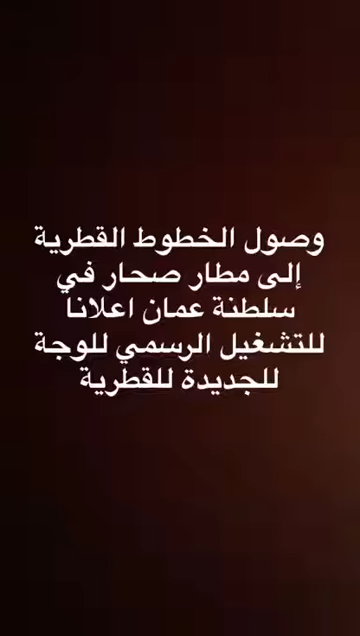 وصول الخطوط القطرية
إلى مطار صحار في
سلطنة عمان اعلاناً
للتشغيل الرسمي للوجة
للجديدة للقطرية